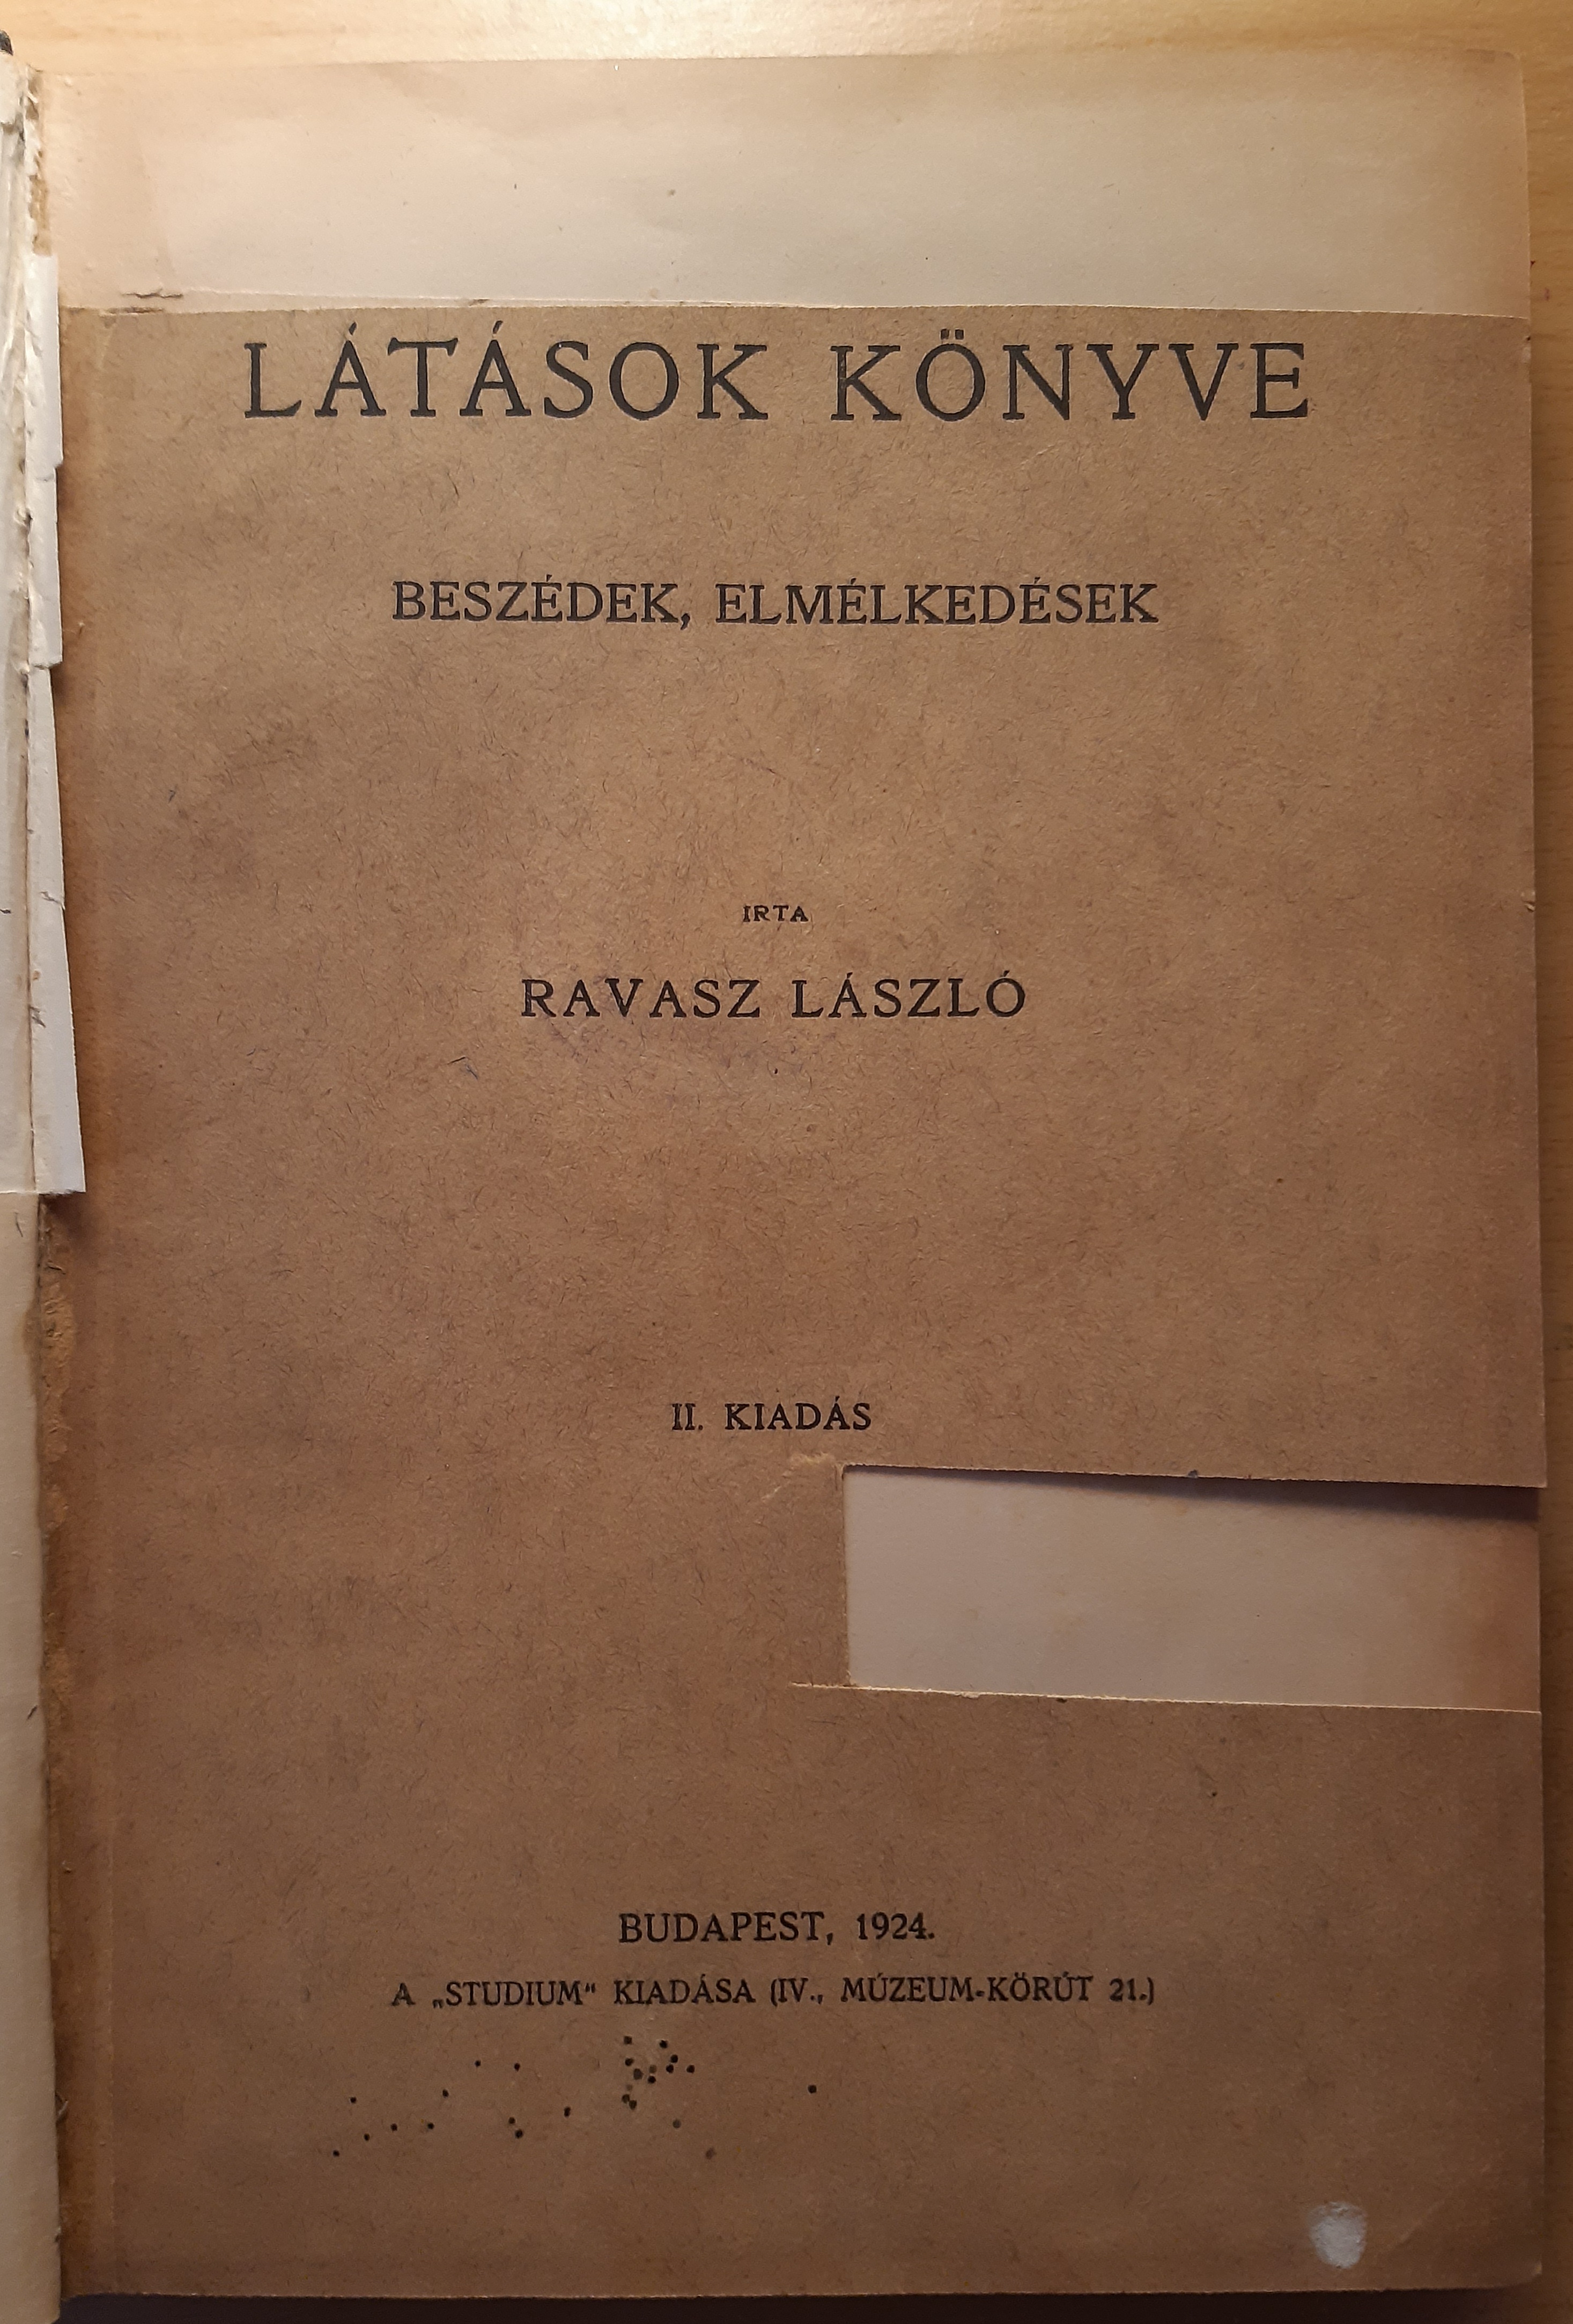 LÁTÁSOK KÖNYVE
BESZÉDEK, ELMÉLKEDÉSEK
IRTA
RAVASZ LÁSZLÓ
II. KIADÁS
BUDAPEST, 1924.
A „STUDIUM“ KIADÁSA (IV., MÚZEUM-KÖRÚT 21.)